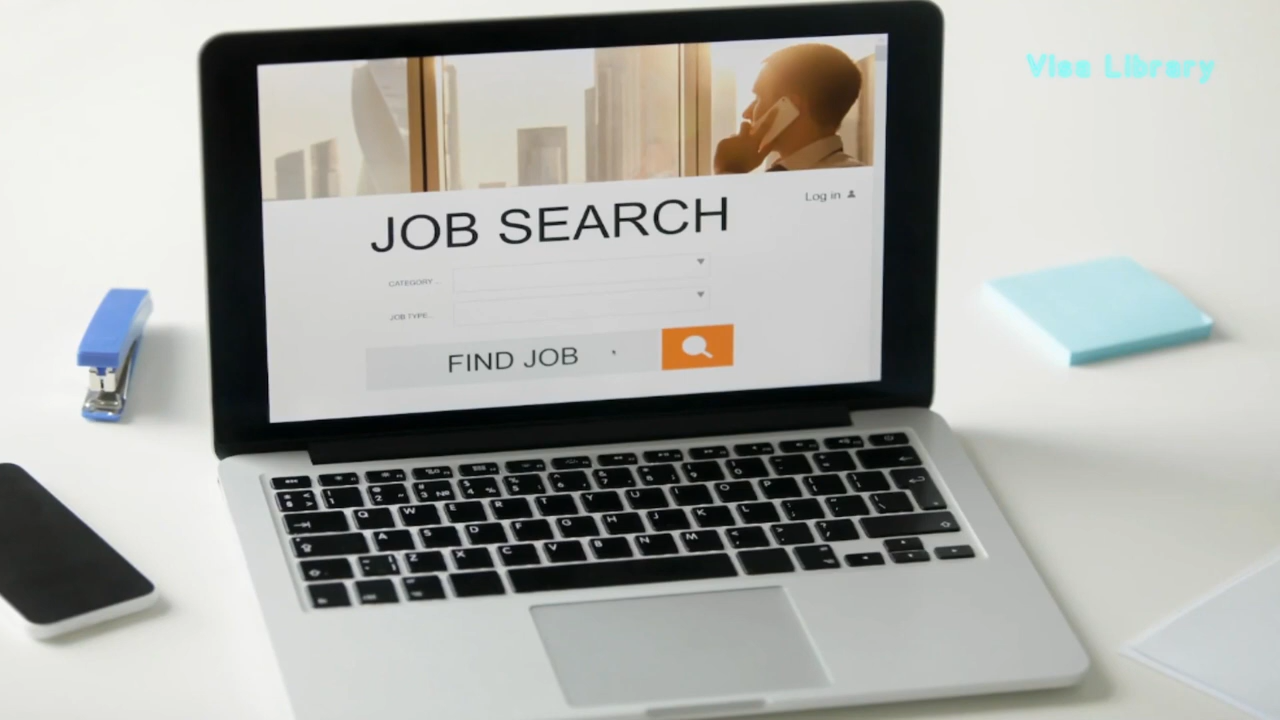 Visa Library
Log in
JOB SEARCH
CATEGORY...
JOB TYPE...
FIND JOB
Q W E R T Y U I O P
A S D F G H J K L
Z X C V B N M